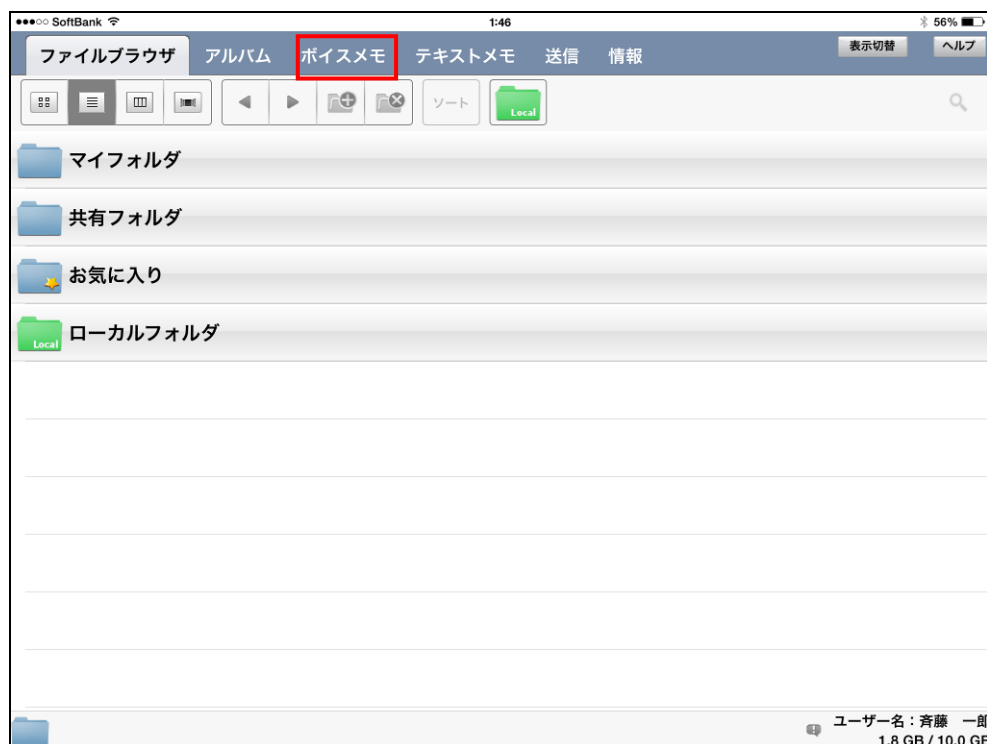 SoftBank 1:46 56%
ファイルブラウザ アルバム ボイスメモ テキストメモ 送信 情報 表示切替 ヘルプ
ソート Local
マイフォルダ
共有フォルダ
お気に入り
Local ローカルフォルダ
ユーザー名：斉藤　一郎
1.8 GB / 10.0 GB